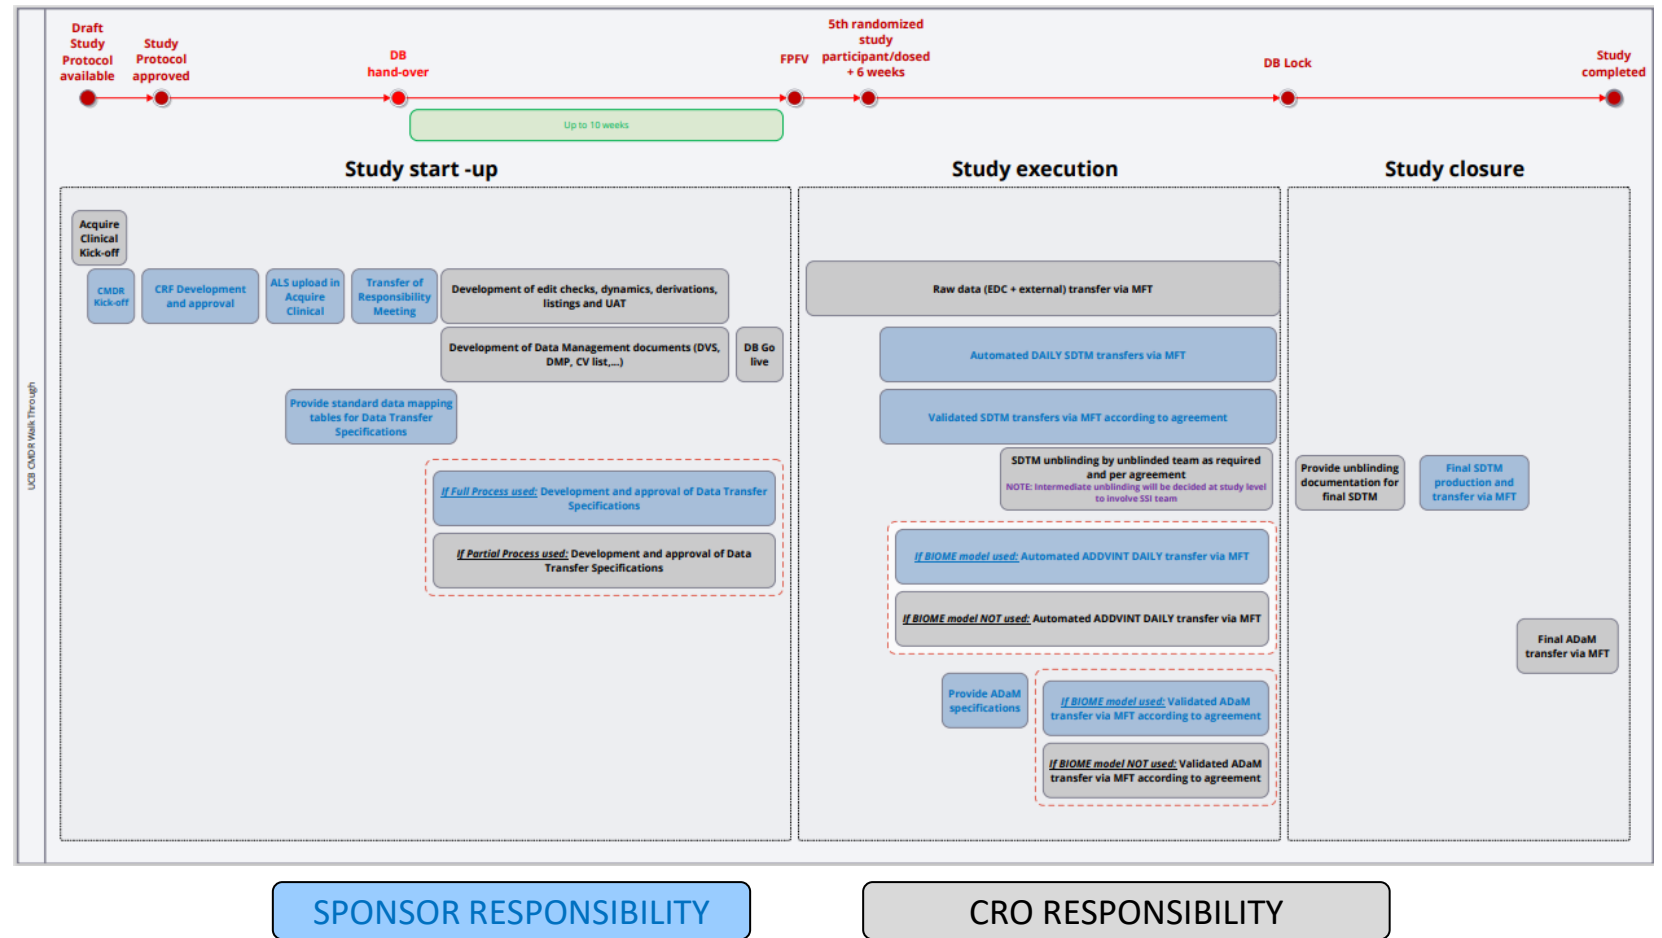 Draft
Study
Protocol
available
Study
Protocol
approved
DB
hand-over
FPFV
5th randomized
study
participant/dosed
+ 6 weeks
DB Lock
Study
completed
Up to 10 weeks
UCB CMDR Walk Through
Study start -up
Study execution
Study closure
Acquire
Clinical
Kick-off
CMDR
Kick-off
CRF Development
and approval
ALS upload in
Acquire
Clinical
Transfer of
Responsibility
Meeting
Development of edit checks, dynamics, derivations,
listings and UAT
Development of Data Management documents (DVS,
DMP, CV list,...)
DB Go
live
Provide standard data mapping
tables for Data Transfer
Specifications
If Full Process used: Development and approval of Data Transfer
Specifications
If Partial Process used: Development and approval of Data
Transfer Specifications
Raw data (EDC + external) transfer via MFT
Automated DAILY SDTM transfers via MFT
Validated SDTM transfers via MFT according to agreement
SDTM unblinding by unblinded team as required
and per agreement
NOTE: Intermediate unblinding will be decided at study level
to involve SSI team
If BIOME model used: Automated ADDVINT DAILY transfer via MFT
If BIOME model NOT used: Automated ADDVINT DAILY transfer via MFT
Provide ADaM
specifications
If BIOME model used: Validated ADaM
transfer via MFT according to agreement
If BIOME model NOT used: Validated ADaM
transfer via MFT according to agreement
Provide unblinding
documentation for
final SDTM
Final SDTM
production and
transfer via MFT
Final ADaM
transfer via MFT
SPONSOR RESPONSIBILITY
CRO RESPONSIBILITY